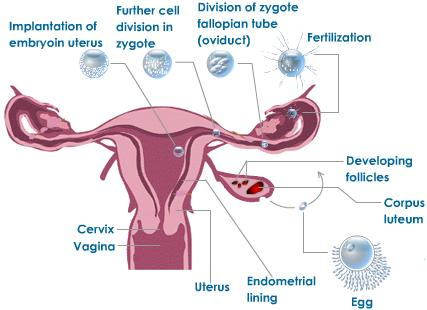 Implantation of
embryoin uterus
Further cell
division in
zygote
Division of zygote
fallopian tube
(oviduct)
Fertilization
Developing
follicles
Corpus
luteum
Cervix
Vagina
Uterus
Endometrial
lining
Egg